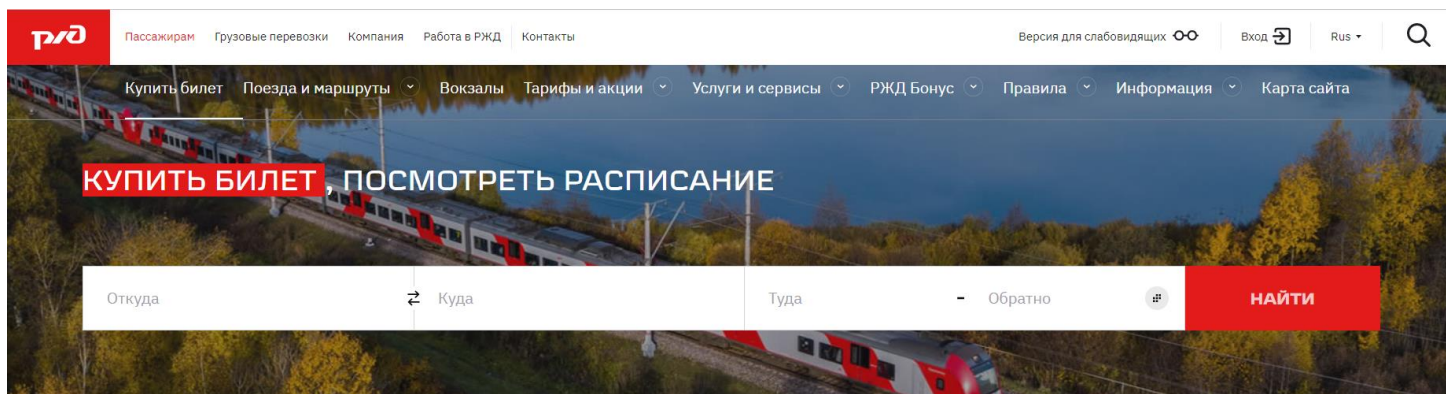 ржд Пассажирам Грузовые перевозки Компания Работа в РЖД Контакты Версия для слабовидящих Вход Rus
Купить билет Поезда и маршруты Вокзалы Тарифы и акции Услуги и сервисы РЖД Бонус Правила Информация Карта сайта
КУПИТЬ БИЛЕТ, ПОСМОТРЕТЬ РАСПИСАНИЕ
Откуда Куда Туда - Обратно НАЙТИ